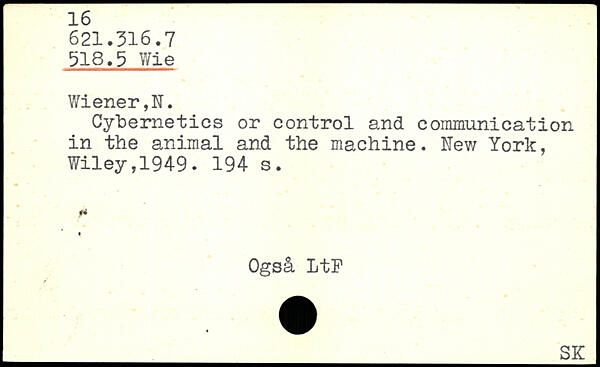 16
621.316.7
518.5 Wie
Wiener,N.
Cybernetics or control and communication
in the animal and the machine. New York,
Wiley,1949. 194 s.
Også LtF
SK